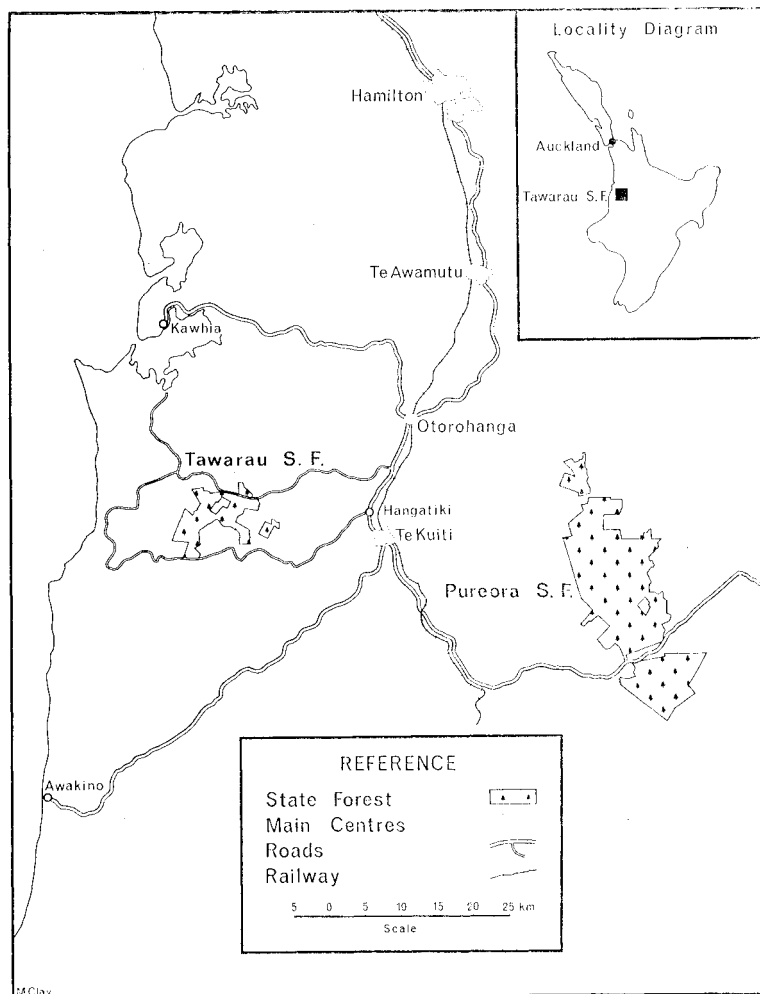 Locality Diagram
Auckland
Tawarau S.F.
Hamilton
Te Awamutu
Kawhia
Otorohanga
Tawarau S. F.
Hangatiki
Te Kuiti
Pureora S. F.
Awakino
REFERENCE
State Forest
Main Centres
Roads
Railway
5 0 5 10 15 20 25 km
Scale
M.Clay